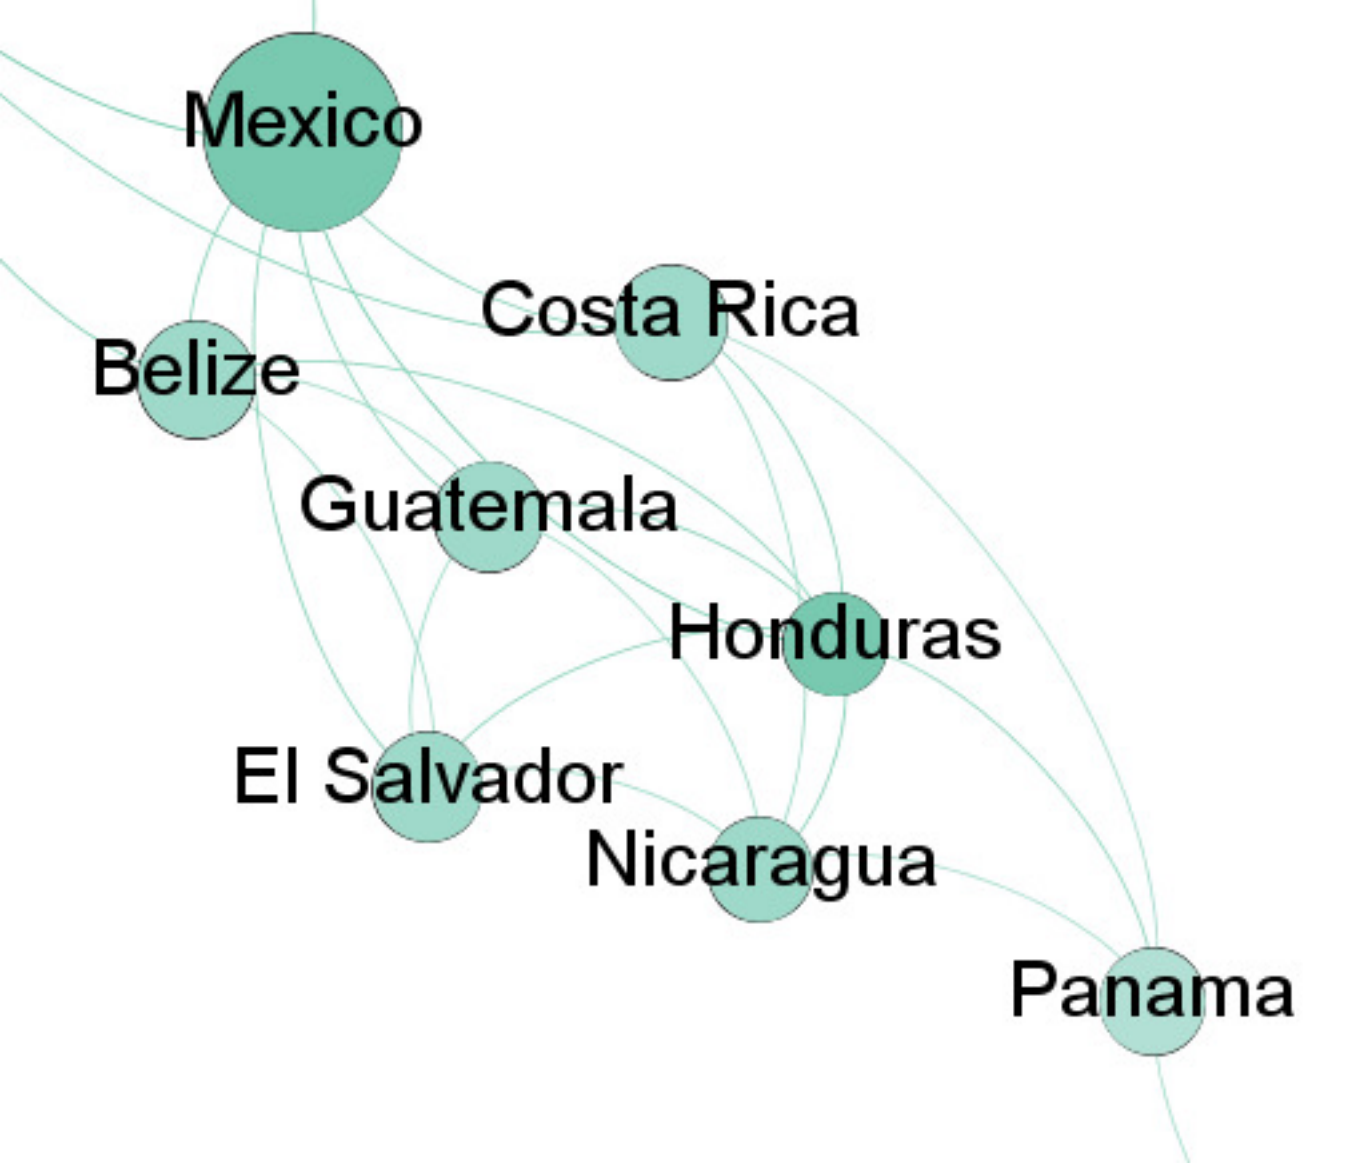 Mexico
Costa Rica
Belize
Guatemala
Honduras
El Salvador
Nicaragua
Panama